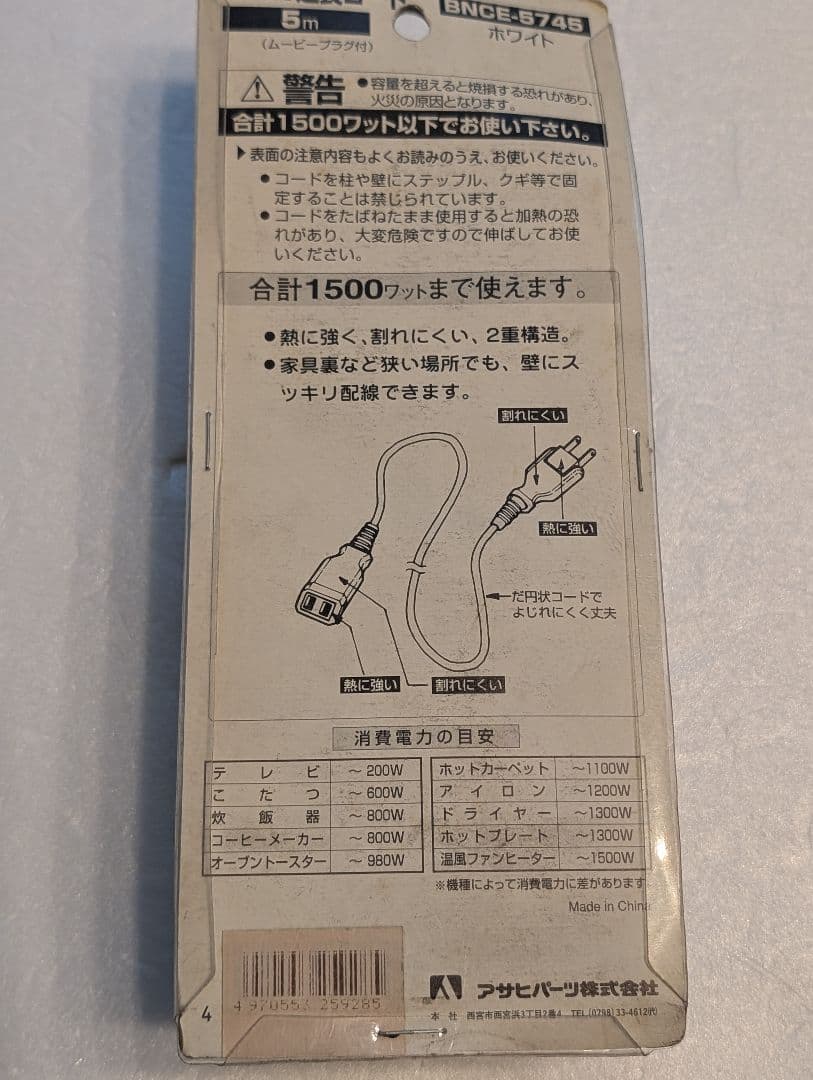 5m
BNCE-5745
(ムービープラグ付)
ホワイト
警告
●容量を超えると焼損する恐れがあり、
火災の原因となります。
合計1500ワット以下でお使い下さい。
▶表面の注意内容もよくお読みのうえ、お使いください。
●コードを柱や壁にステップル、クギ等で固
定することは禁じられています。
●コードをたばねたまま使用すると加熱の恐
れがあり、大変危険ですので伸ばしてお使
いください。
合計1500ワットまで使えます。
●熱に強く、割れにくい、2重構造。
●家具裏など狭い場所でも、壁にス
ッキリ配線できます。
割れにくい
熱に強い
だ円状コードで
よじれにくく丈夫
熱に強い
割れにくい
消費電力の目安
テレビ ～200W
こたつ ～600W
炊飯器 ～800W
コーヒーメーカー ～800W
オーブントースター ～980W
ホットカーペット ～1100W
アイロン ～1200W
ドライヤー ～1300W
ホットプレート ～1300W
温風ファンヒーター ～1500W
※機種によって消費電力に差があります
Made in China
4 970553 259285
アサヒパーツ株式会社
4
本社 西宮市西宮浜3丁目2番4 TEL(0798)33-4612(代)